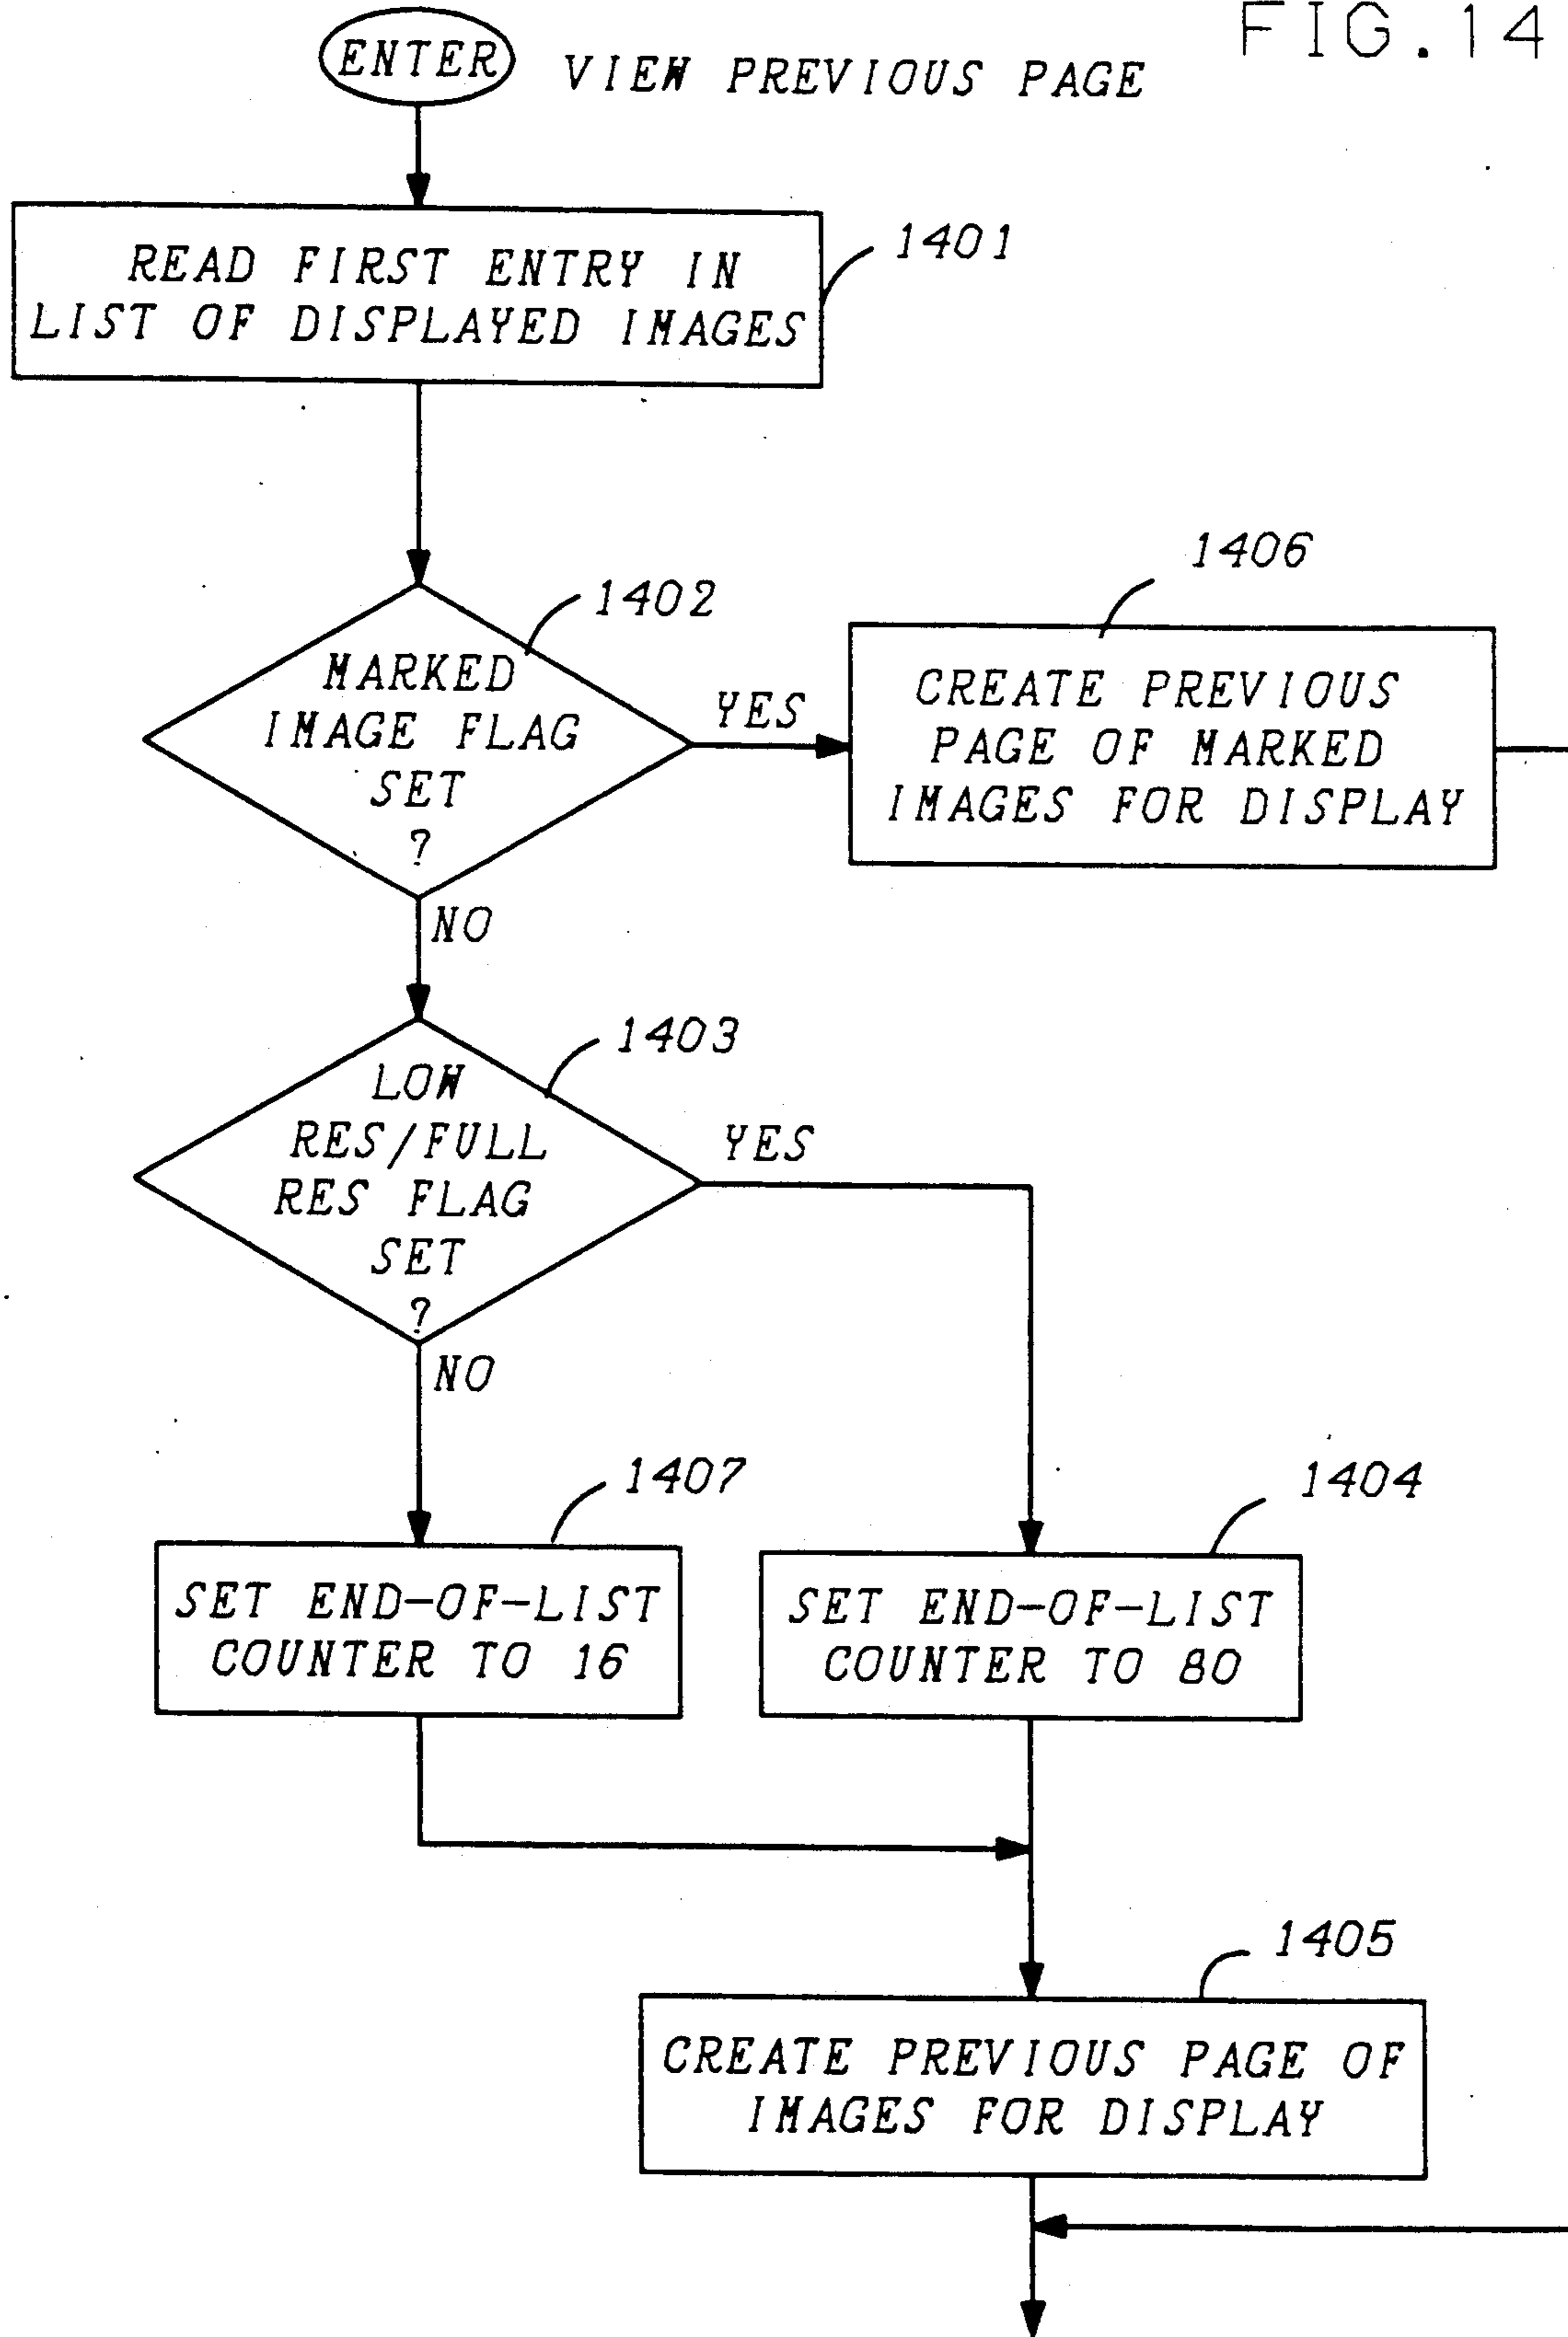 FIG.14
ENTER
VIEW PREVIOUS PAGE
READ FIRST ENTRY IN
LIST OF DISPLAYED IMAGES
1401
1402
MARKED
IMAGE FLAG
SET
?
YES
NO
1406
CREATE PREVIOUS
PAGE OF MARKED
IMAGES FOR DISPLAY
1403
LOW
RES/FULL
RES FLAG
SET
?
YES
NO
1407
SET END-OF-LIST
COUNTER TO 16
1404
SET END-OF-LIST
COUNTER TO 80
1405
CREATE PREVIOUS PAGE OF
IMAGES FOR DISPLAY